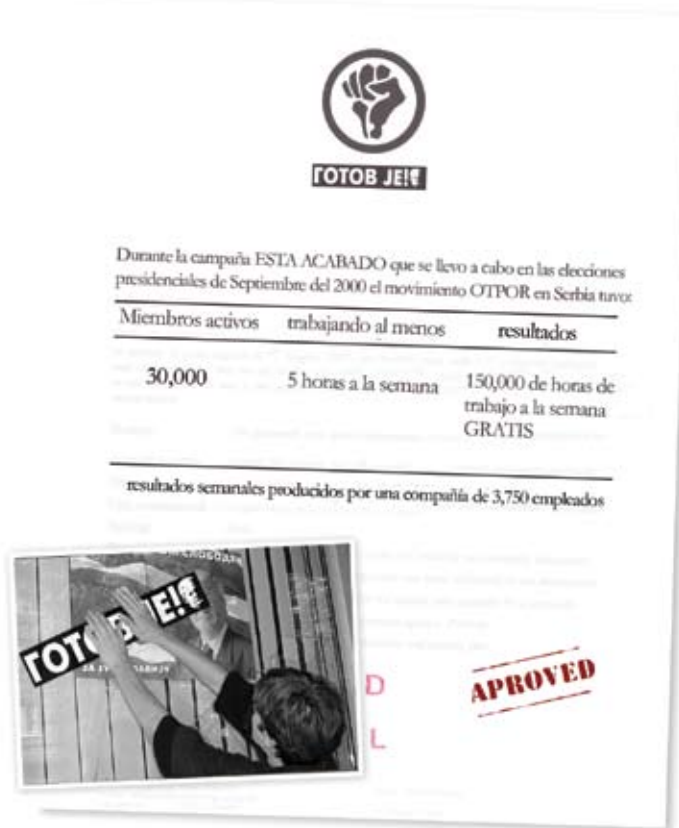 ГОТОВ ЈЕ!
Durante la campaña ESTA ACABADO que se llevo a cabo en las elecciones
presidenciales de Septiembre del 2000 el movimiento OTPOR en Serbia tuvo:
Miembros activos trabajando al menos resultados
30,000 5 horas a la semana 150,000 de horas de
trabajo a la semana
GRATIS
resultados semanales producidos por una compañía de 3,750 empleados
ГОТОВ ЈЕ!
D
L
APROVED